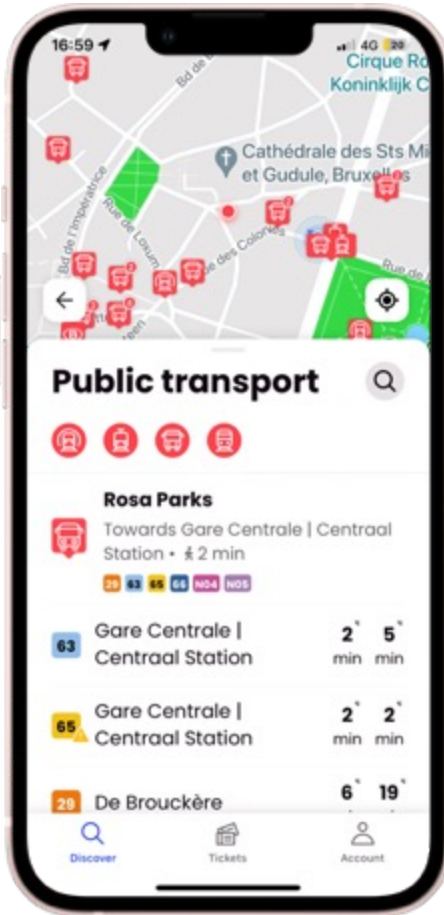 16:59
4G 20
Cirque Ro
Koninklijk C
Bd de B
Cathédrale des Sts Mi
et Gudule, Bruxelles
Bd de l'Impératrice
Rue de Loxum
e des Colonies
Rue de
Public transport
Rosa Parks
Towards Gare Centrale | Centraal
Station • 2 min
29 63 65 66 N04 N05
63 Gare Centrale |
Centraal Station
2 5
min min
65 Gare Centrale |
Centraal Station
2 2
min min
29 De Brouckère
6 19
Discover Tickets Account